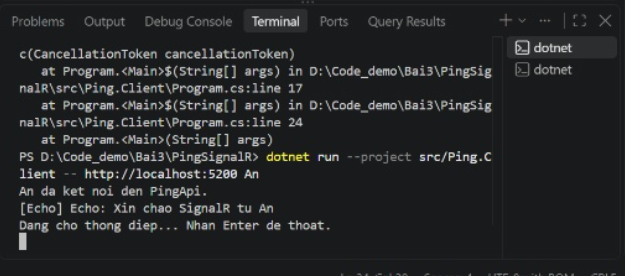 Problems Output Debug Console Terminal Ports Query Results
dotnet
dotnet
c(CancellationToken cancellationToken)
   at Program.<Main>$(String[] args) in D:\Code_demo\Bai3\PingSig
nalR\src\Ping.Client\Program.cs:line 17
   at Program.<Main>$(String[] args) in D:\Code_demo\Bai3\PingSig
nalR\src\Ping.Client\Program.cs:line 24
   at Program.<Main>(String[] args)
PS D:\Code_demo\Bai3\PingSignalR> dotnet run --project src/Ping.C
lient -- http://localhost:5200 An
An da ket noi den PingApi.
[Echo] Echo: Xin chao SignalR tu An
Dang cho thong diep... Nhan Enter de thoat.